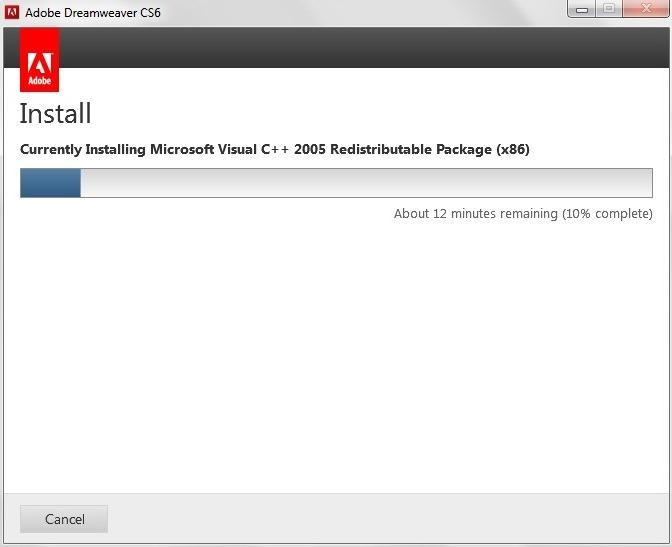 Adobe Dreamweaver CS6
Adobe
Install
Currently Installing Microsoft Visual C++ 2005 Redistributable Package (x86)
About 12 minutes remaining (10% complete)
Cancel